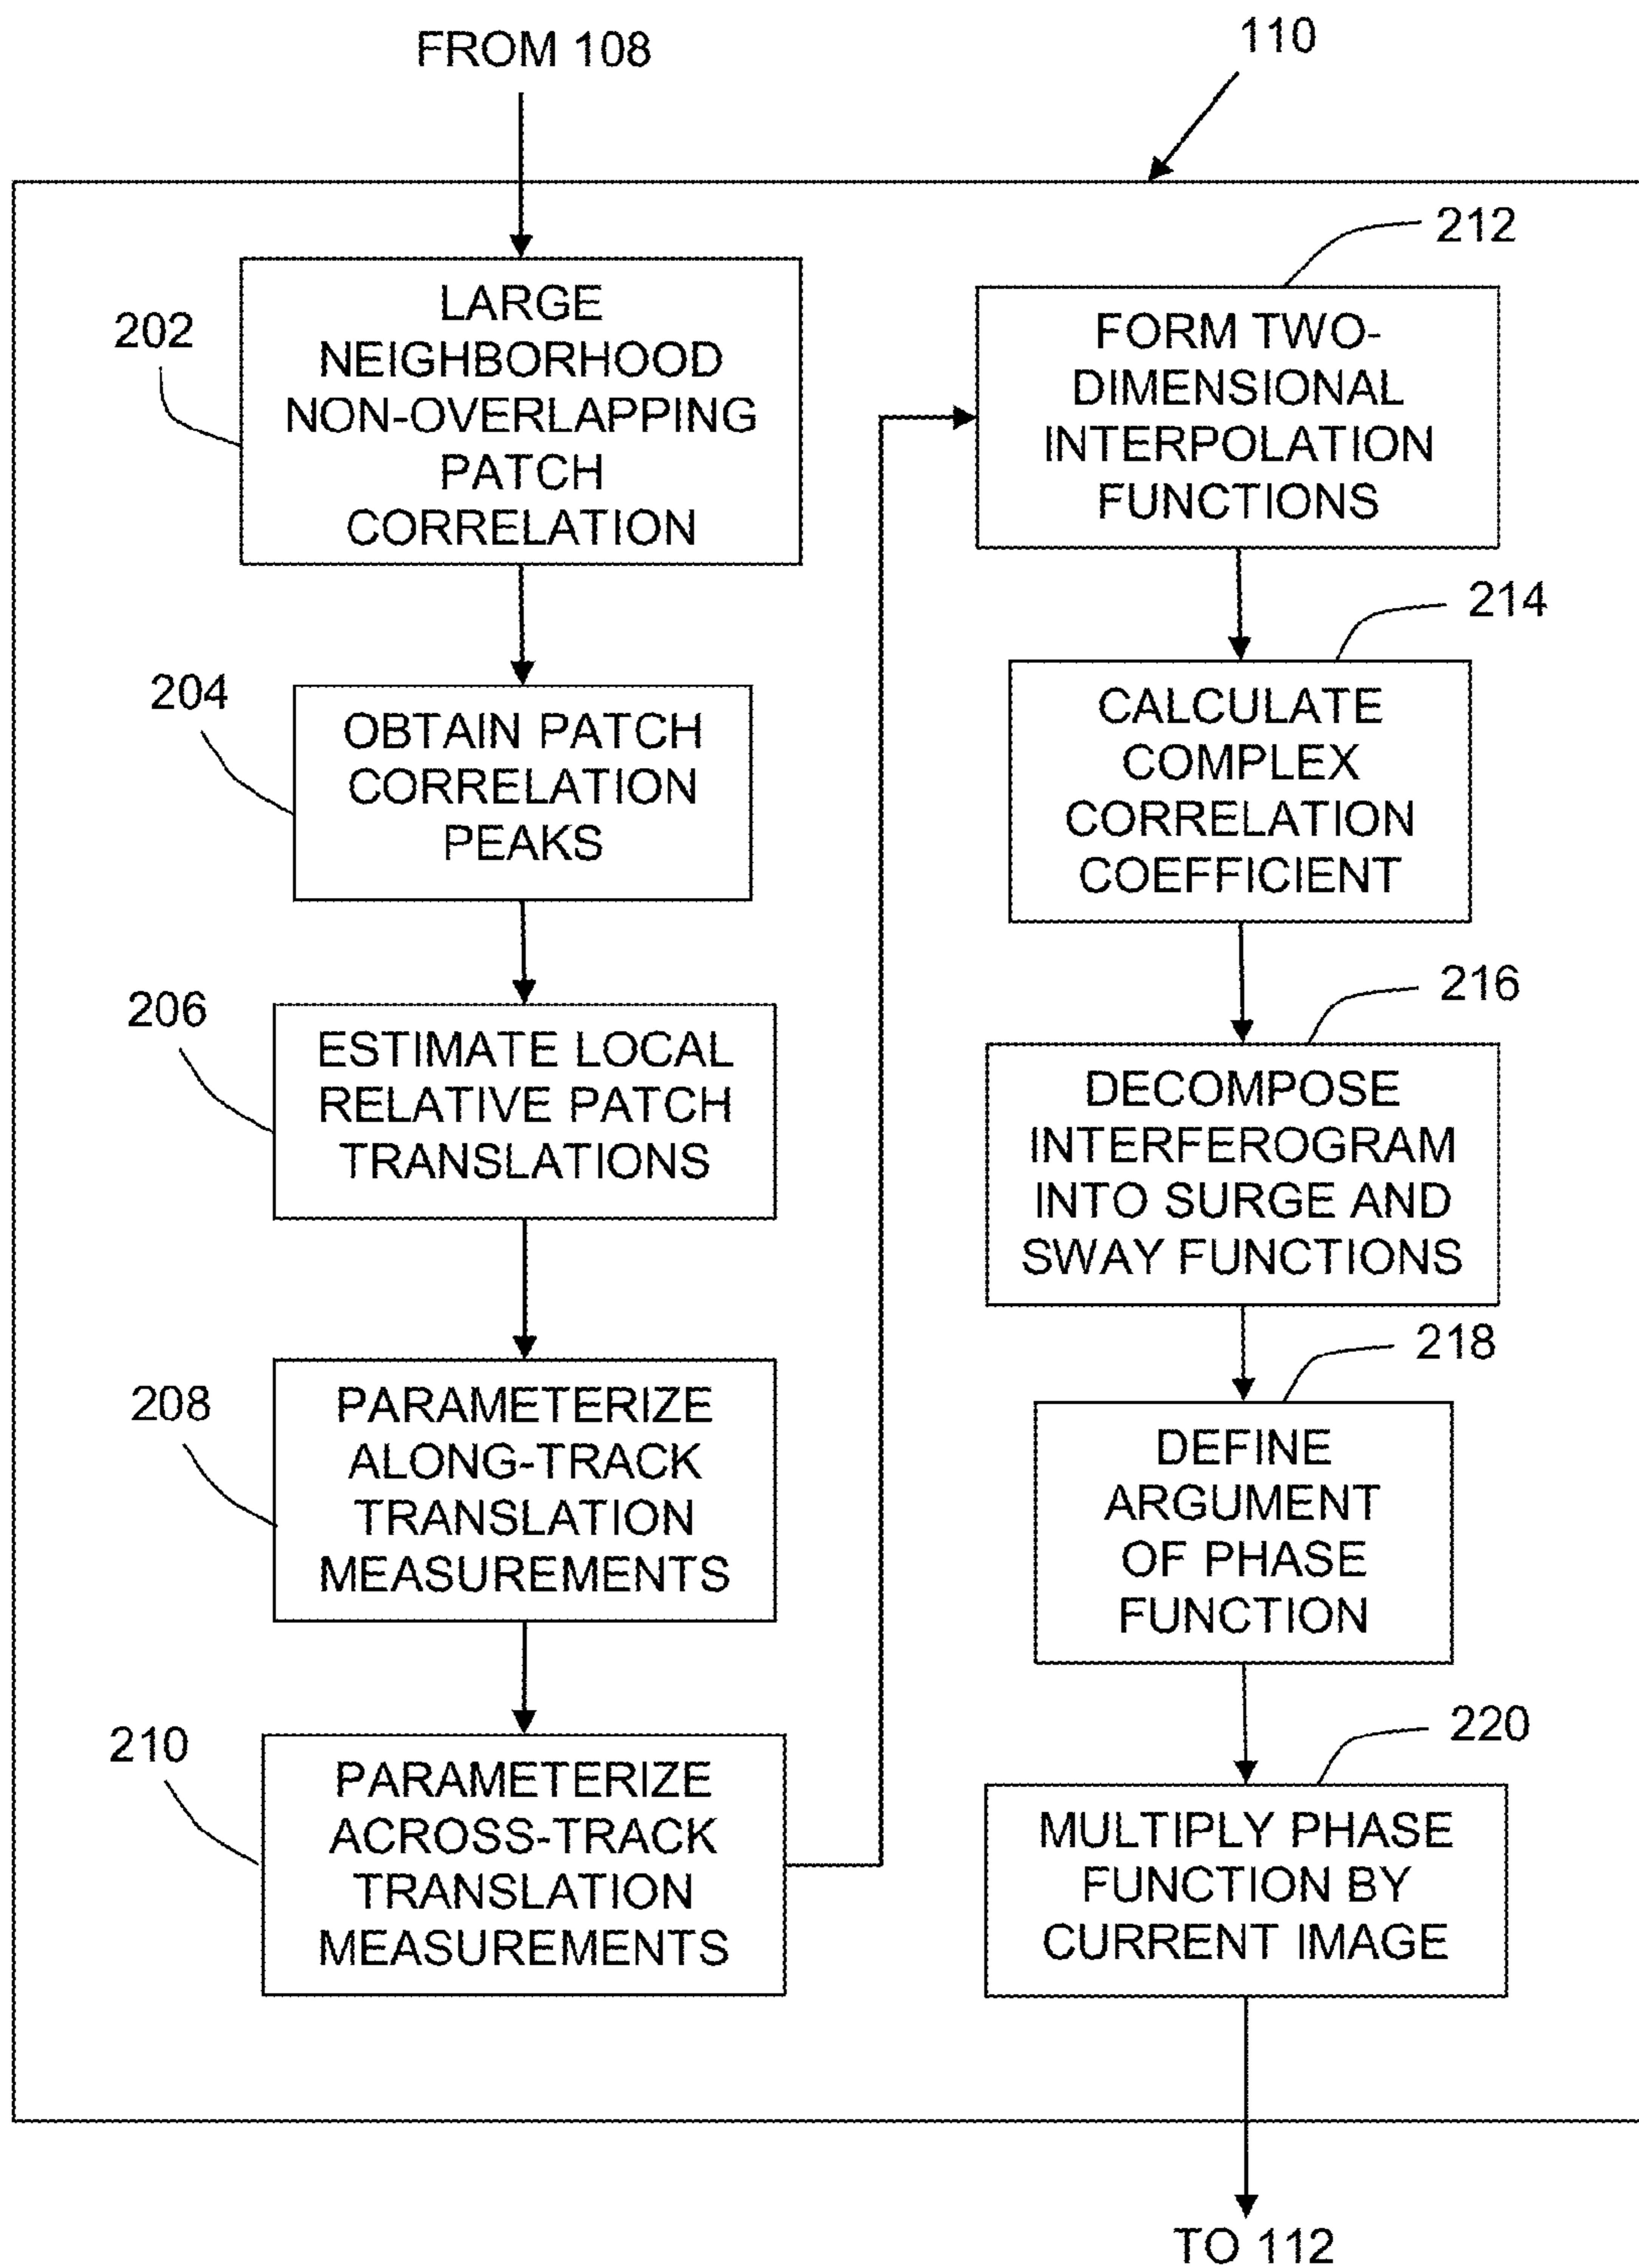 FROM 108
110
202
LARGE
NEIGHBORHOOD
NON-OVERLAPPING
PATCH
CORRELATION
204
OBTAIN PATCH
CORRELATION
PEAKS
206
ESTIMATE LOCAL
RELATIVE PATCH
TRANSLATIONS
208
PARAMETERIZE
ALONG-TRACK
TRANSLATION
MEASUREMENTS
210
PARAMETERIZE
ACROSS-TRACK
TRANSLATION
MEASUREMENTS
212
FORM TWO-
DIMENSIONAL
INTERPOLATION
FUNCTIONS
214
CALCULATE
COMPLEX
CORRELATION
COEFFICIENT
216
DECOMPOSE
INTERFEROGRAM
INTO SURGE AND
SWAY FUNCTIONS
218
DEFINE
ARGUMENT
OF PHASE
FUNCTION
220
MULTIPLY PHASE
FUNCTION BY
CURRENT IMAGE
TO 112